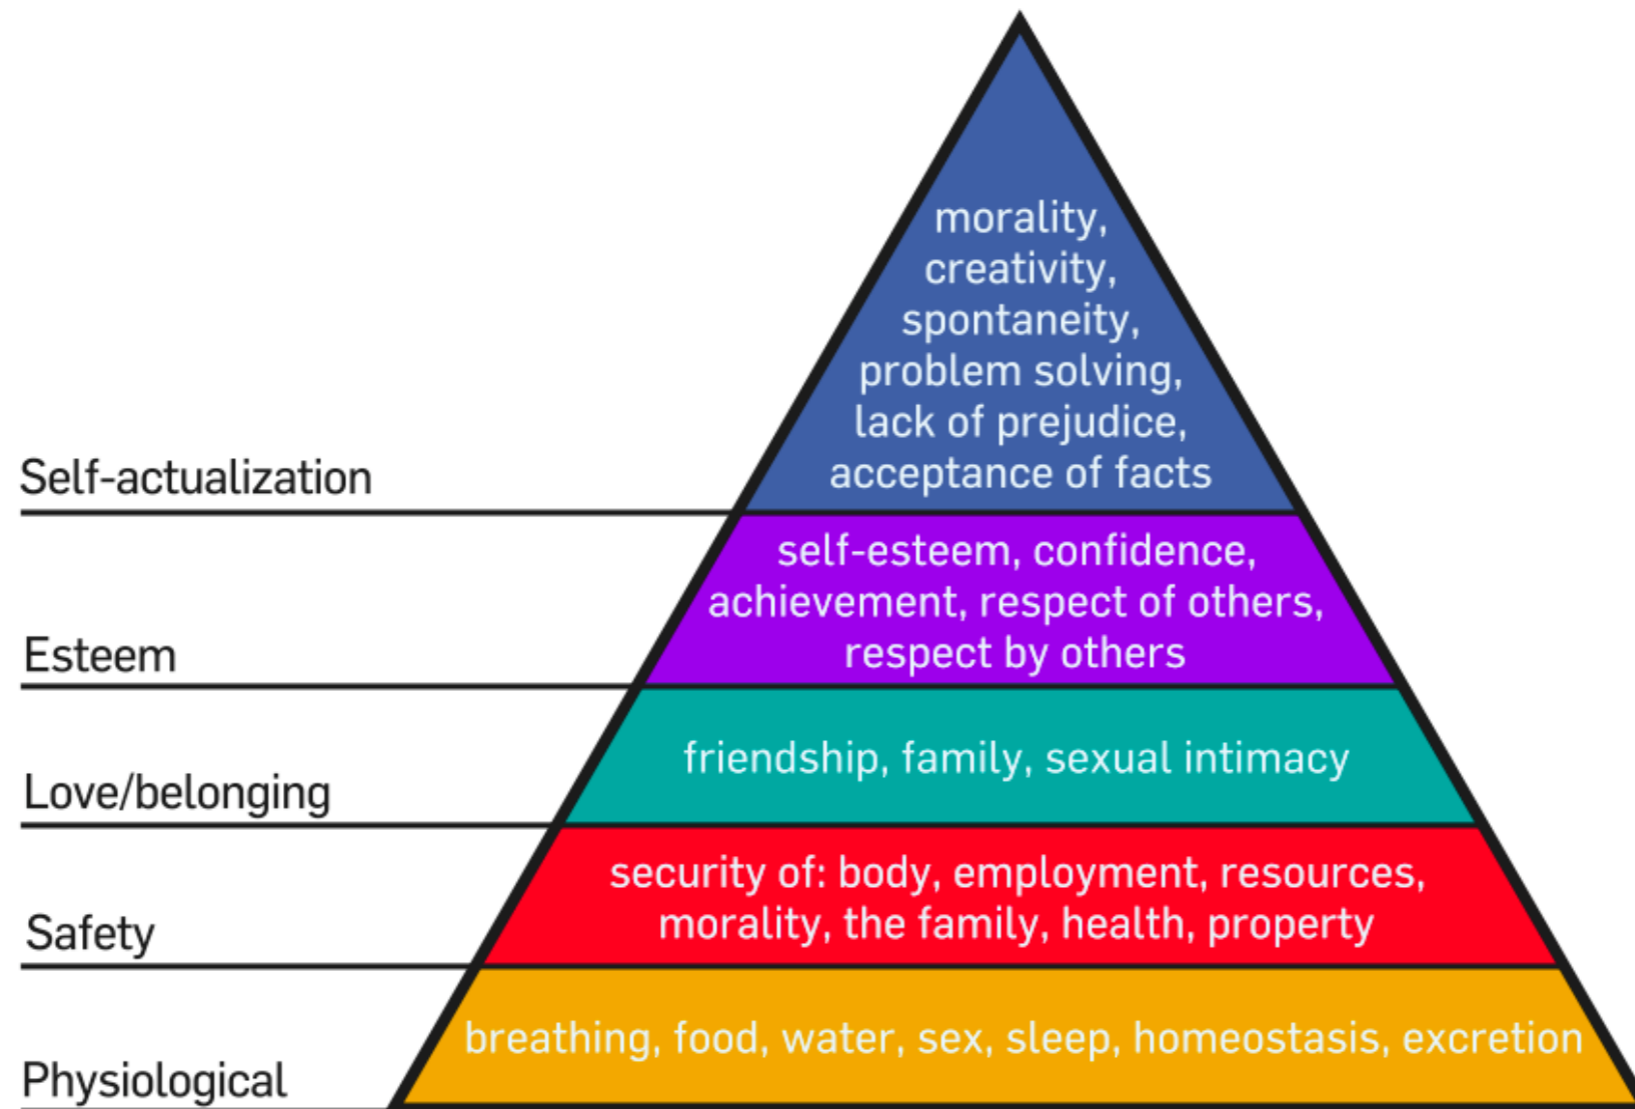 morality,
creativity,
spontaneity,
problem solving,
lack of prejudice,
acceptance of facts
Self-actualization
self-esteem, confidence,
achievement, respect of others,
respect by others
Esteem
friendship, family, sexual intimacy
Love/belonging
security of: body, employment, resources,
morality, the family, health, property
Safety
breathing, food, water, sex, sleep, homeostasis, excretion
Physiological